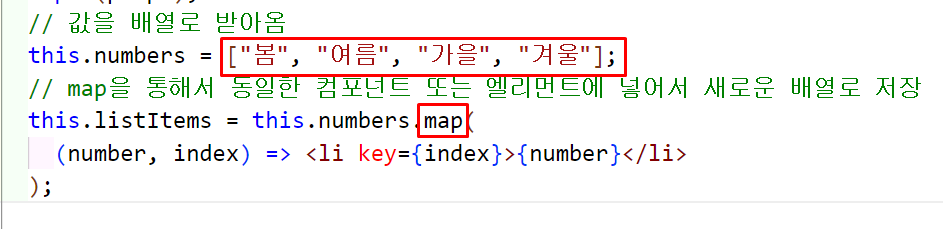 // 값을 배열로 받아옴
this.numbers = ["봄", "여름", "가을", "겨울"];
// map을 통해서 동일한 컴포넌트 또는 엘리먼트에 넣어서 새로운 배열로 저장
this.listItems = this.numbers.map(
(number, index) => <li key={index}>{number}</li>
);